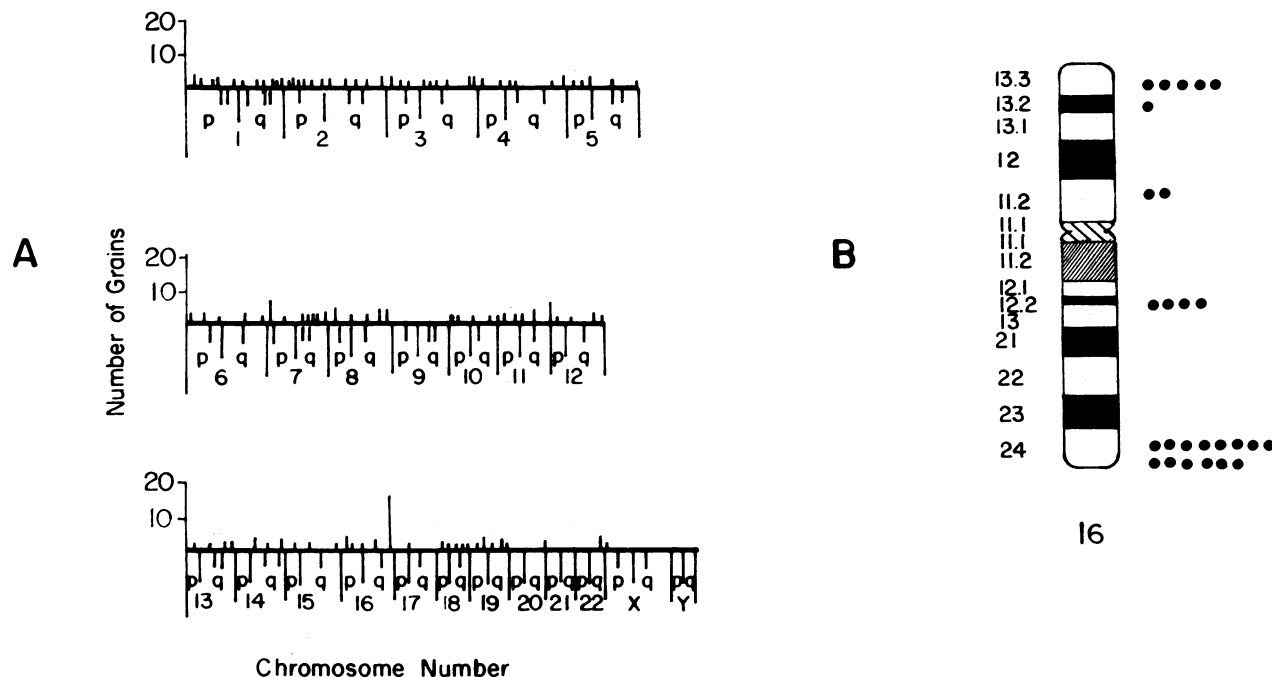 A
Number of Grains
20
10
p q p q p q p q p q
1 2 3 4 5
20
10
p q p q p q p q p q p q p q
6 7 8 9 10 11 12
20
10
p q p q p q p q p q p q p q p q p q p q p q p q
13 14 15 16 17 18 19 20 21 22 X Y
Chromosome Number
B
13.3
13.2
13.1
12
11.2
11.1
11.1
11.2
12.1
12.2
13
21
22
23
24
16